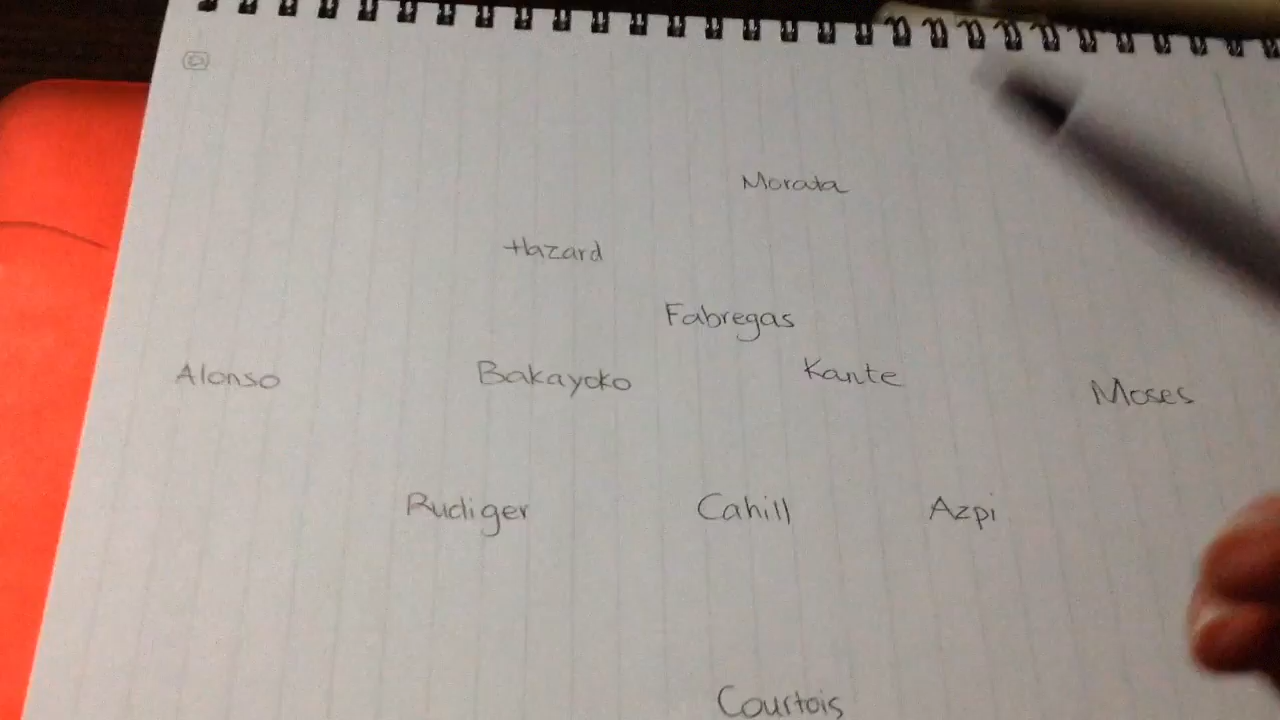 Morata
Hazard
Fabregas
Alonso Bakayoko Kante Moses
Rudiger Cahill Azpi
Courtois